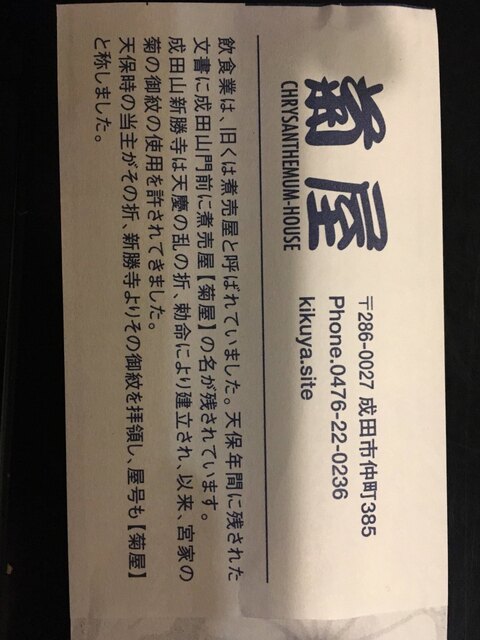 菊屋
CHRYSANTHEMUM-HOUSE
〒286-0027 成田市仲町385
Phone.0476-22-0236
kikuya.site
飲食業は、旧くは煮売屋と呼ばれていました。天保年間に残された
文書に成田山門前に煮売屋【菊屋】の名が残されています。
成田山新勝寺は天慶の乱の折、勅命により建立され、以来、宮家の
菊の御紋の使用を許されてきました。
天保時の当主がその折、新勝寺よりその御紋を拝領し、屋号も【菊屋】
と称しました。